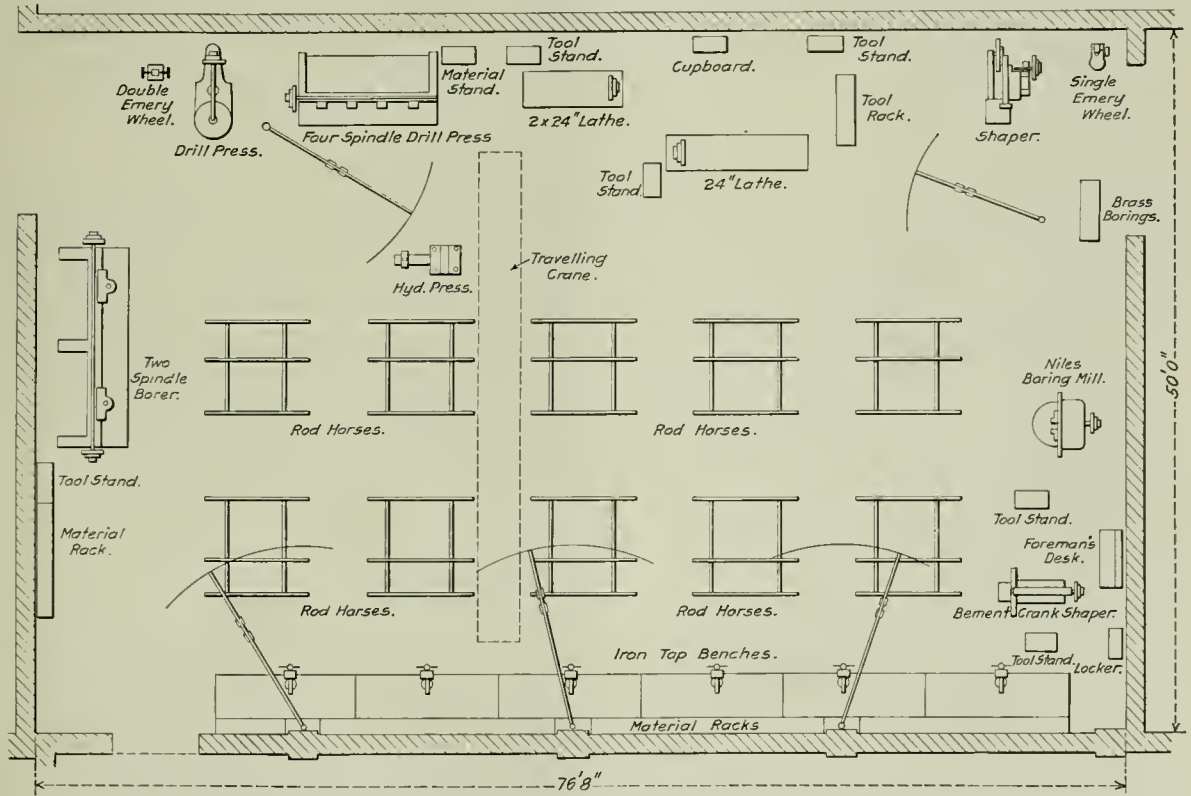 Double
Emery
Wheel.
Drill Press.
Four Spindle Drill Press
Material
Stand.
Tool
Stand.
2x24" Lathe.
Cupboard.
Tool
Stand.
Tool
Rack.
Shaper.
Single
Emery
Wheel.
Tool
Stand.
24" Lathe.
Brass
Borings.
Hyd. Press.
Travelling
Crane.
Two
Spindle
Borer.
Niles
Boring Mill.
50'0"
Rod Horses.
Rod Horses.
Tool Stand.
Material
Rack.
Tool Stand.
Foreman's
Desk.
Rod Horses.
Rod Horses.
Bement Crank Shaper.
Iron Top Benches.
Tool Stand.
Locker.
Material Racks
76'8"